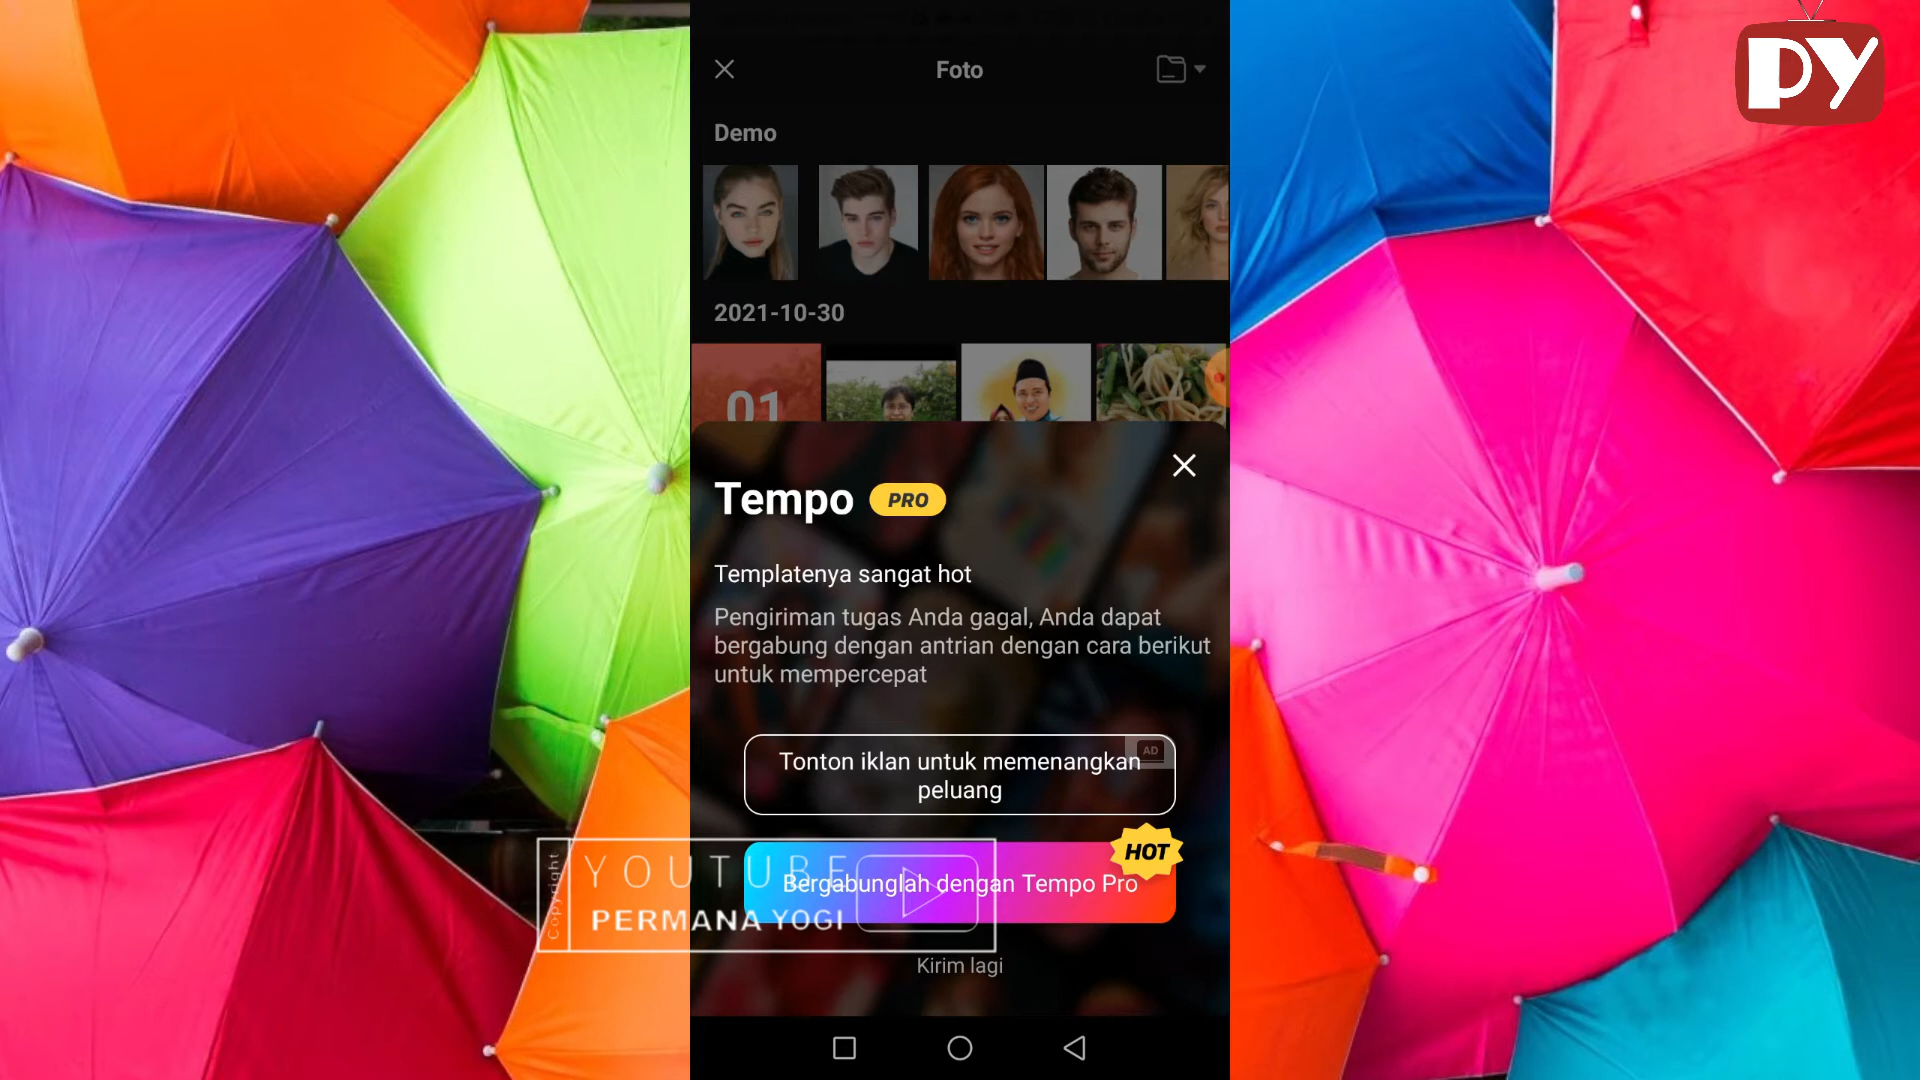 PY
Foto
Demo
2021-10-30
01
Tempo PRO
Templatenya sangat hot
Pengiriman tugas Anda gagal, Anda dapat
bergabung dengan antrian dengan cara berikut
untuk mempercepat
AD
Tonton iklan untuk memenangkan
peluang
HOT
Bergabunglah dengan Tempo Pro
Copyright
YOUTUBE
PERMANA YOGI
Kirim lagi